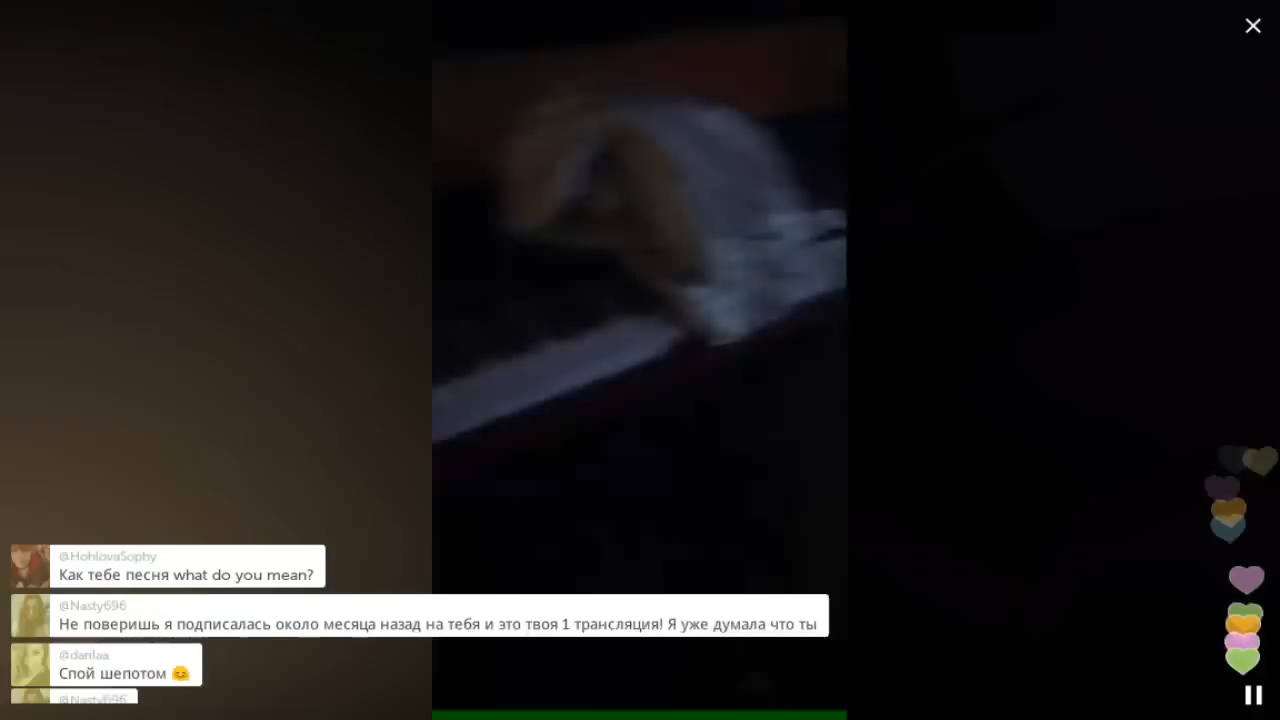 @HohlovaSophy
Как тебе песня what do you mean?
@Nasty696
Не поверишь я подписалась около месяца назад на тебя и это твоя 1 трансляция! Я уже думала что ты
@darilaa
Спой шепотом
@Nasty696